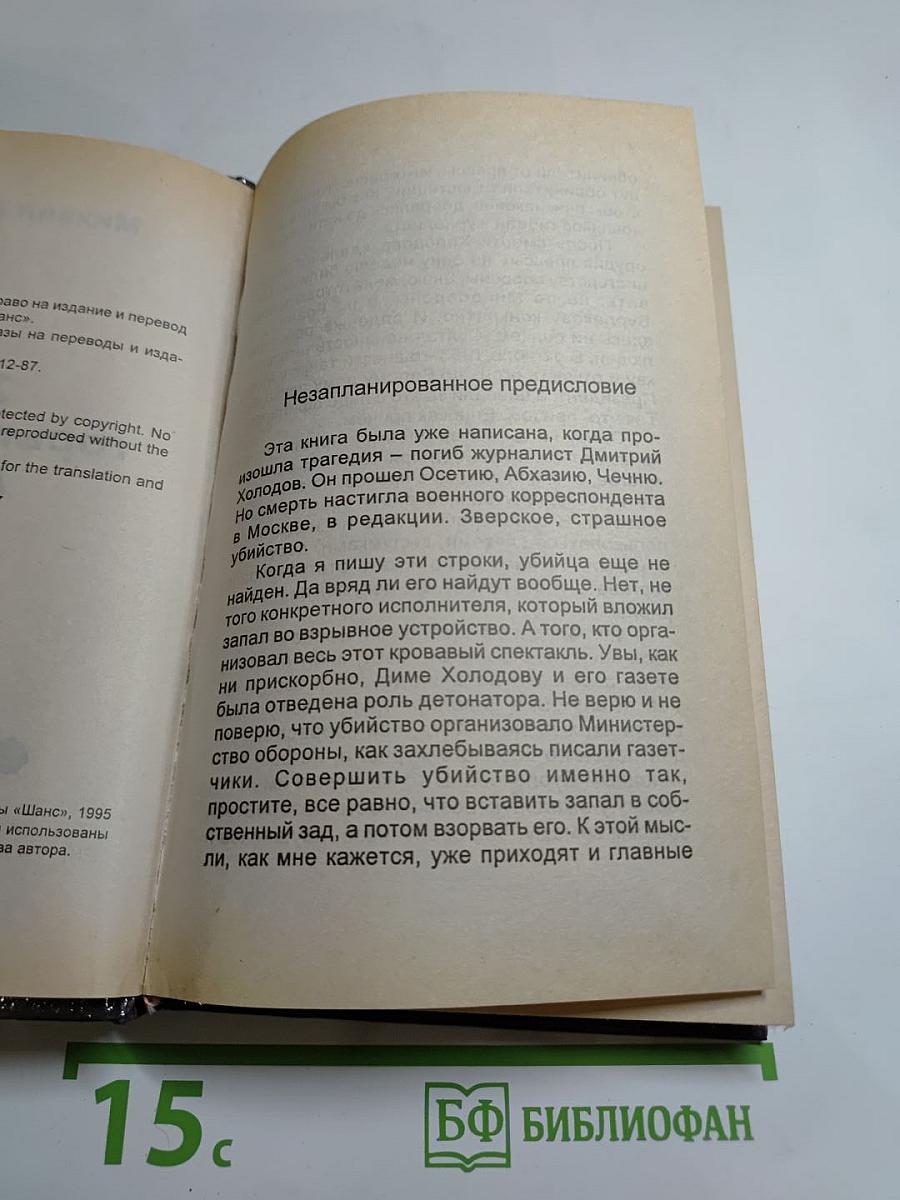 раво на издание и перевод
анс».
азы на переводы и изда-
12-87.
tected by copyright. No
reproduced without the
for the translation and
ы «Шанс», 1995
использованы
ва автора.
Незапланированное предисловие
Эта книга была уже написана, когда про-
изошла трагедия – погиб журналист Дмитрий
Холодов. Он прошел Осетию, Абхазию, Чечню.
Но смерть настигла военного корреспондента
в Москве, в редакции. Зверское, страшное
убийство.
Когда я пишу эти строки, убийца еще не
найден. Да вряд ли его найдут вообще. Нет, не
того конкретного исполнителя, который вложил
запал во взрывное устройство. А того, кто орга-
низовал весь этот кровавый спектакль. Увы, как
ни прискорбно, Диме Холодову и его газете
была отведена роль детонатора. Не верю и не
поверю, что убийство организовало Министер-
ство обороны, как захлебываясь писали газет-
чики. Совершить убийство именно так,
простите, все равно, что вставить запал в соб-
ственный зад, а потом взорвать его. К этой мыс-
ли, как мне кажется, уже приходят и главные
15 с
БФ БИБЛИОФАН